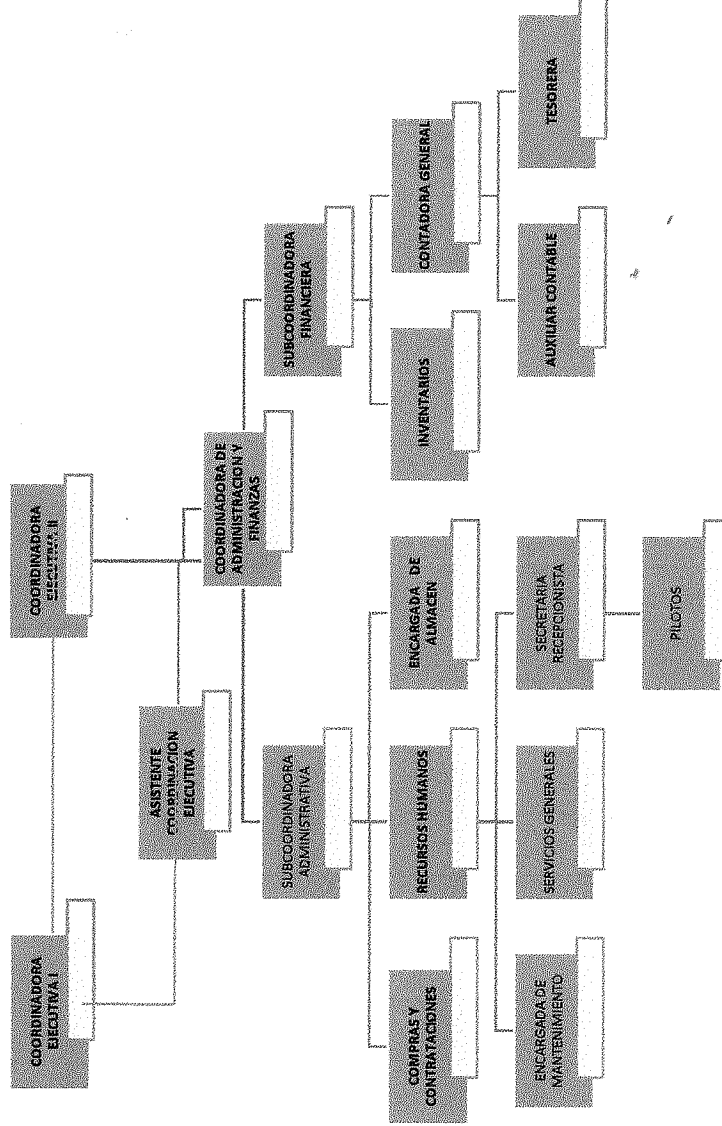 COORDINADORA
EJECUTIVA I
COORDINADORA
EJECUTIVA II
ASISTENTE
COORDINACION
EJECUTIVA
COORDINADORA DE
ADMINISTRACION Y
FINANZAS
SUBCOORDINADORA
ADMINISTRATIVA
SUBCOORDINADORA
FINANCIERA
COMPRAS Y
CONTRATACIONES
RECURSOS HUMANOS
ENCARGADA DE
ALMACEN
INVENTARIOS
CONTADORA GENERAL
ENCARGADA DE
MANTENIMIENTO
SERVICIOS GENERALES
SECRETARIA
RECEPCIONISTA
AUXILIAR CONTABLE
TESORERA
PILOTOS